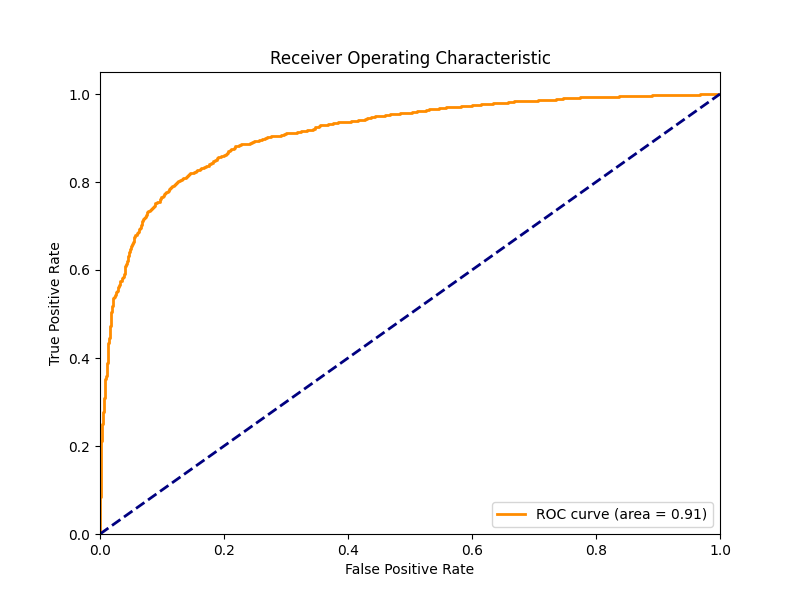 Receiver Operating Characteristic
True Positive Rate
1.0
0.8
0.6
0.4
0.2
0.0
ROC curve (area = 0.91)
0.0 0.2 0.4 0.6 0.8 1.0
False Positive Rate